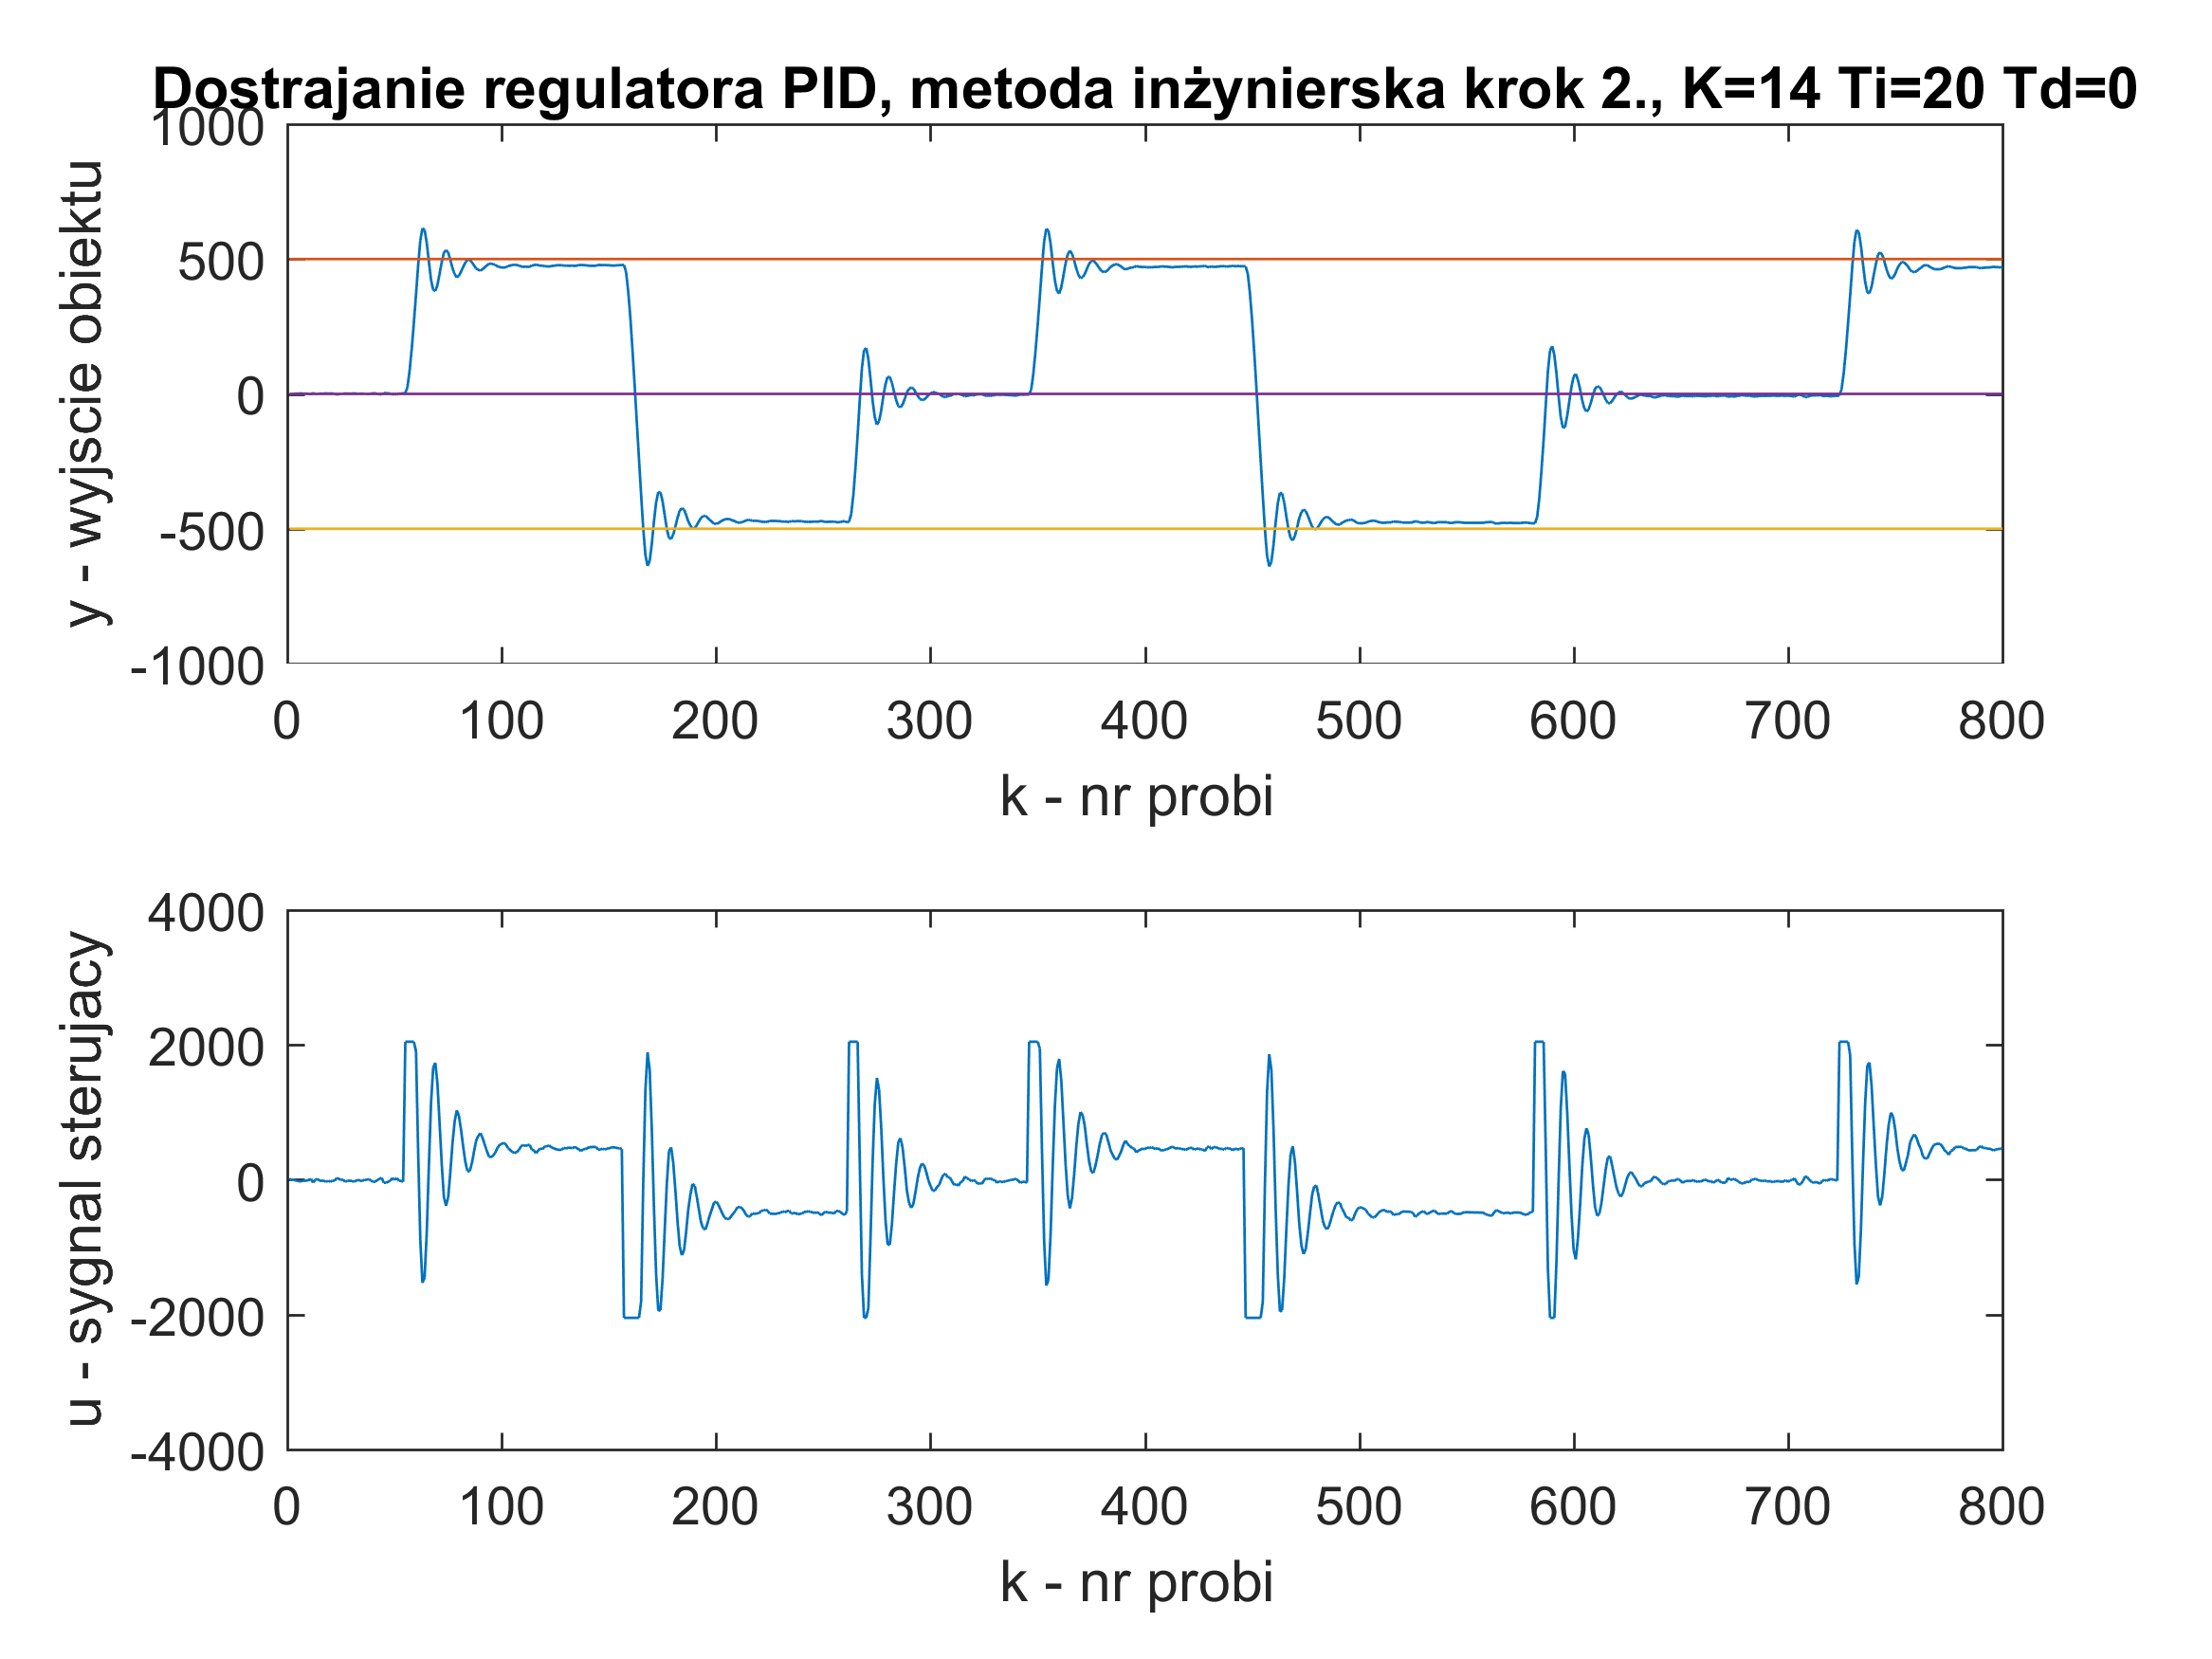 Dostrajanie regulatora PID, metoda inżynierska krok 2., K=14 Ti=20 Td=0
1000
500
0
-500
-1000
y - wyjscie obiektu
0 100 200 300 400 500 600 700 800
k - nr probi
4000
2000
0
-2000
-4000
u - sygnal sterujacy
0 100 200 300 400 500 600 700 800
k - nr probi